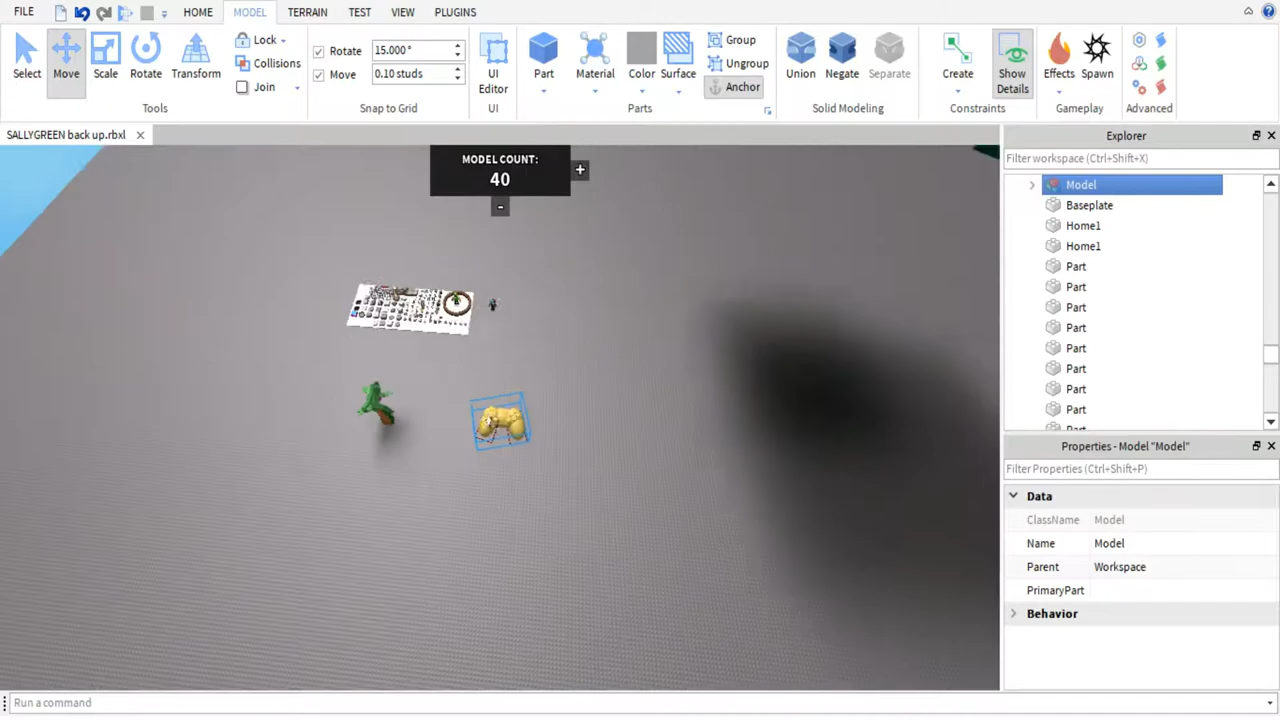 FILE HOME MODEL TERRAIN TEST VIEW PLUGINS
Select Move Scale Rotate Transform
Lock
Collisions
Join
Tools
Rotate 15.000 °
Move 0.10 studs
Snap to Grid
UI
Editor
UI
Part Material Color Surface
Group
Ungroup
Anchor
Parts
Union Negate Separate
Solid Modeling
Create Show
Details
Constraints
Effects Spawn
Gameplay
Advanced
SALLYGREEN back up.rbxl
MODEL COUNT:
40
+
-
Explorer
Filter workspace (Ctrl+Shift+X)
Model
Baseplate
Home1
Home1
Part
Part
Part
Part
Part
Part
Part
Part
Part
Properties - Model "Model"
Filter Properties (Ctrl+Shift+P)
Data
ClassName Model
Name Model
Parent Workspace
PrimaryPart
Behavior
Run a command